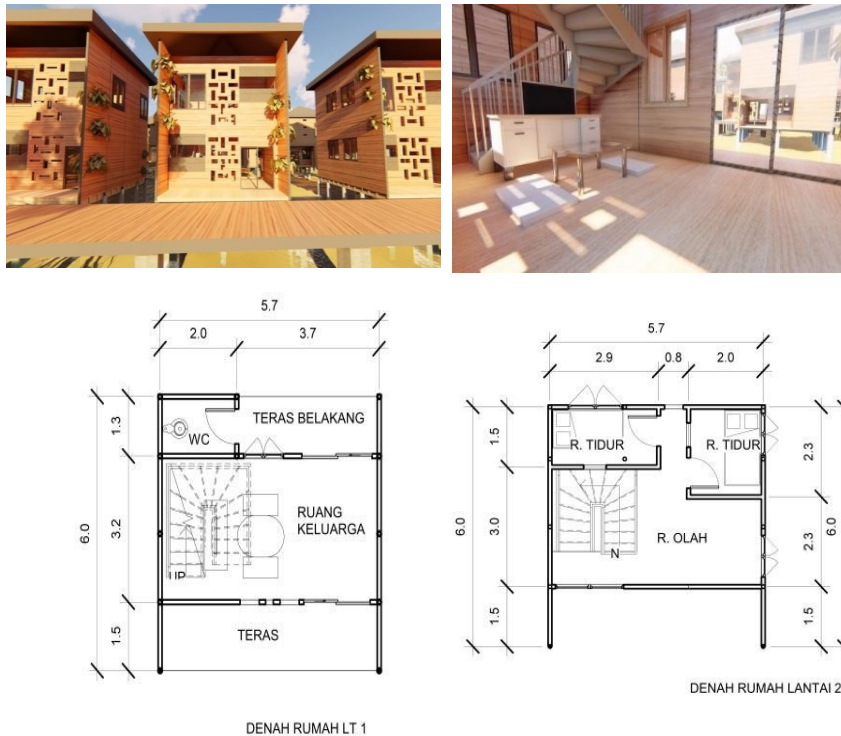 5.7
2.0
3.7
1.3
3.2
1.5
6.0
TERAS BELAKANG
WC
RUANG
KELUARGA
UP
TERAS
DENAH RUMAH LT 1
5.7
2.9
0.8
2.0
1.5
3.0
1.5
6.0
R. TIDUR
R. TIDUR
R. OLAH
N
2.3
2.3
1.5
6.0
DENAH RUMAH LANTAI 2